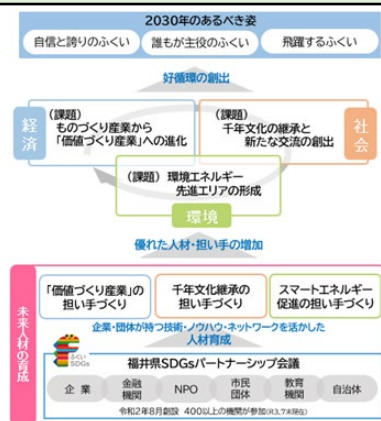 2030年のあるべき姿
自信と誇りのふくい
誰もが主役のふくい
飛躍するふくい
好循環の創出
経済
(課題)
ものづくり産業から
「価値づくり産業」への進化
(課題)
千年文化の継承と
新たな交流の創出
社会
(課題)環境エネルギー
先進エリアの形成
環境
優れた人材・担い手の増加
未来人材の育成
「価値づくり産業」の
担い手づくり
千年文化継承の
担い手づくり
スマートエネルギー
促進の担い手づくり
企業・団体が持つ技術・ノウハウ・ネットワークを活かした
人材育成
ふくい
SDGs
福井県SDGsパートナーシップ会議
企業
金融
機関
NPO
市民
団体
教育
機関
自治体
令和2年8月創設 400以上の機関が参加(R3.7末現在)